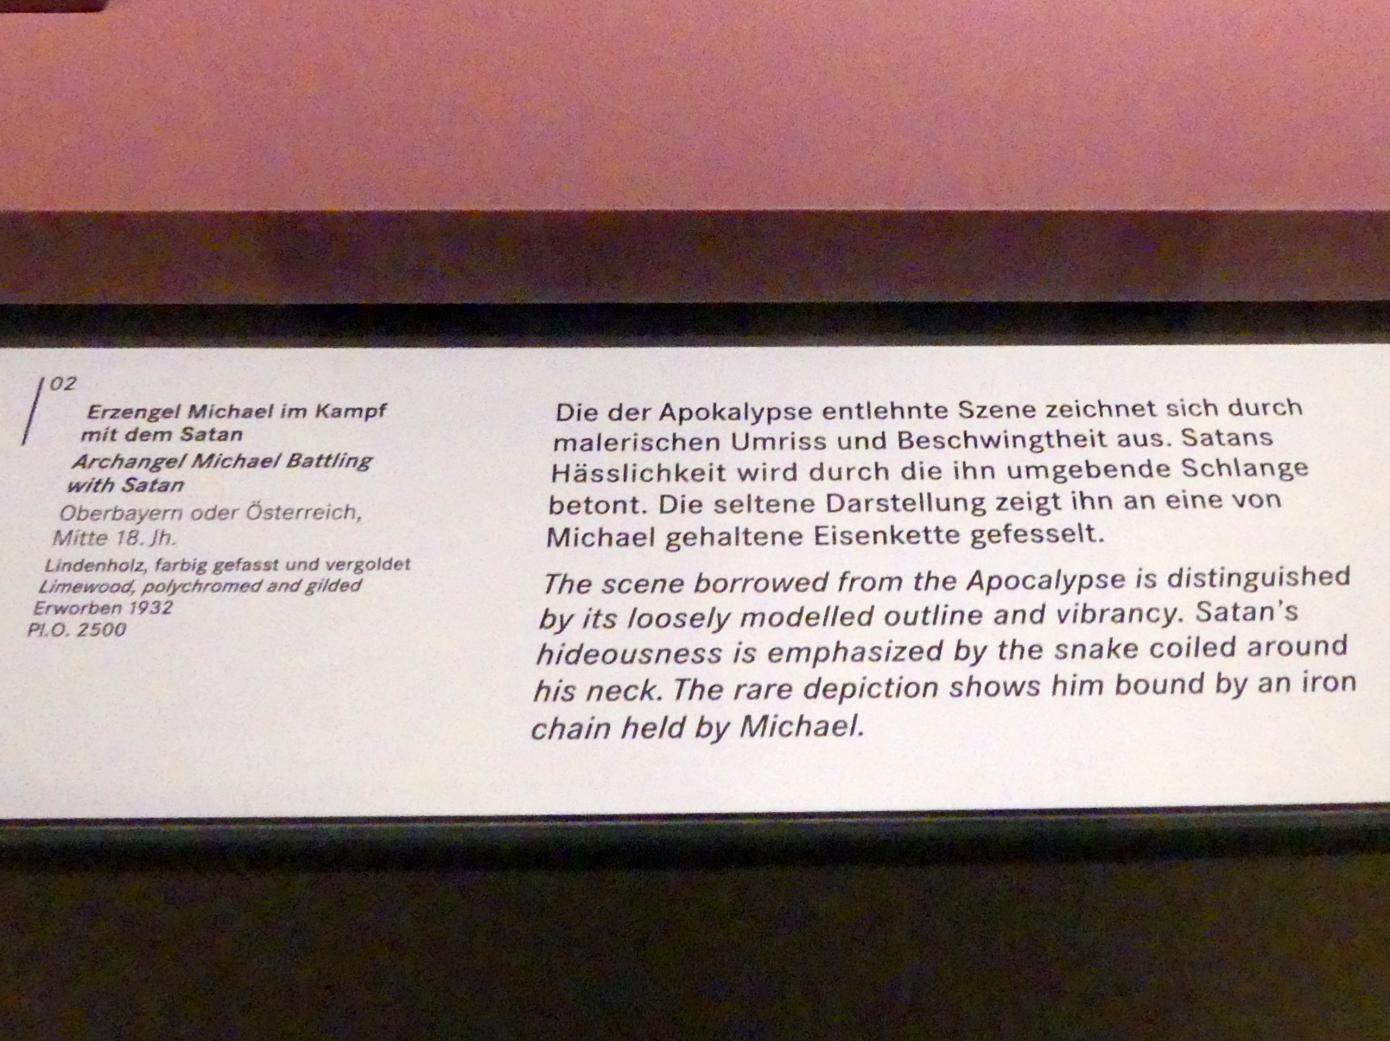 02
Erzengel Michael im Kampf
mit dem Satan
Archangel Michael Battling
with Satan
Oberbayern oder Österreich,
Mitte 18. Jh.
Lindenholz, farbig gefasst und vergoldet
Limewood, polychromed and gilded
Erworben 1932
Pl.O. 2500
Die der Apokalypse entlehnte Szene zeichnet sich durch
malerischen Umriss und Beschwingtheit aus. Satans
Hässlichkeit wird durch die ihn umgebende Schlange
betont. Die seltene Darstellung zeigt ihn an eine von
Michael gehaltene Eisenkette gefesselt.
The scene borrowed from the Apocalypse is distinguished
by its loosely modelled outline and vibrancy. Satan's
hideousness is emphasized by the snake coiled around
his neck. The rare depiction shows him bound by an iron
chain held by Michael.